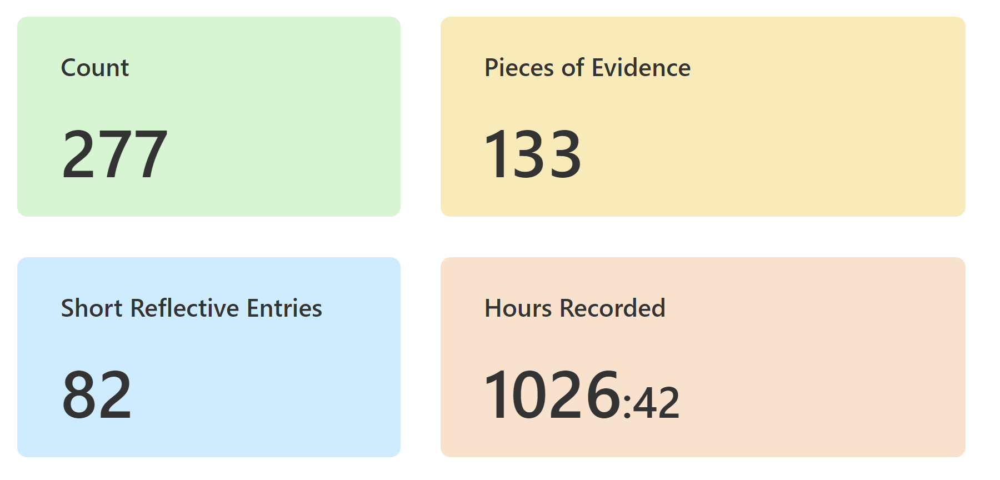 Count
277
Pieces of Evidence
133
Short Reflective Entries
82
Hours Recorded
1026:42